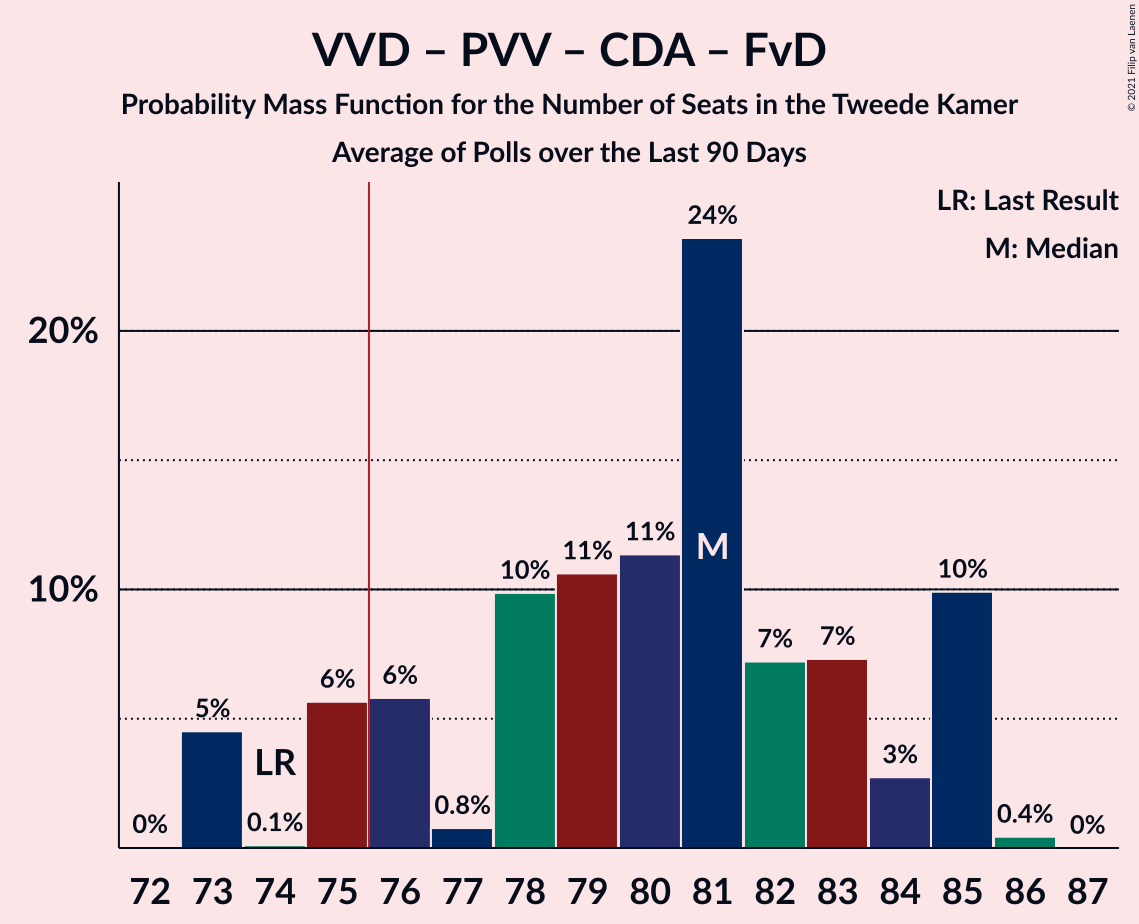 VVD – PVV – CDA – FvD
Probability Mass Function for the Number of Seats in the Tweede Kamer
Average of Polls over the Last 90 Days
© 2021 Filip van Laenen
LR: Last Result
M: Median
20%
10%
0%
5%
LR
0.1%
6%
6%
0.8%
10%
11%
11%
24%
M
7%
7%
3%
10%
0.4%
0%
72 73 74 75 76 77 78 79 80 81 82 83 84 85 86 87